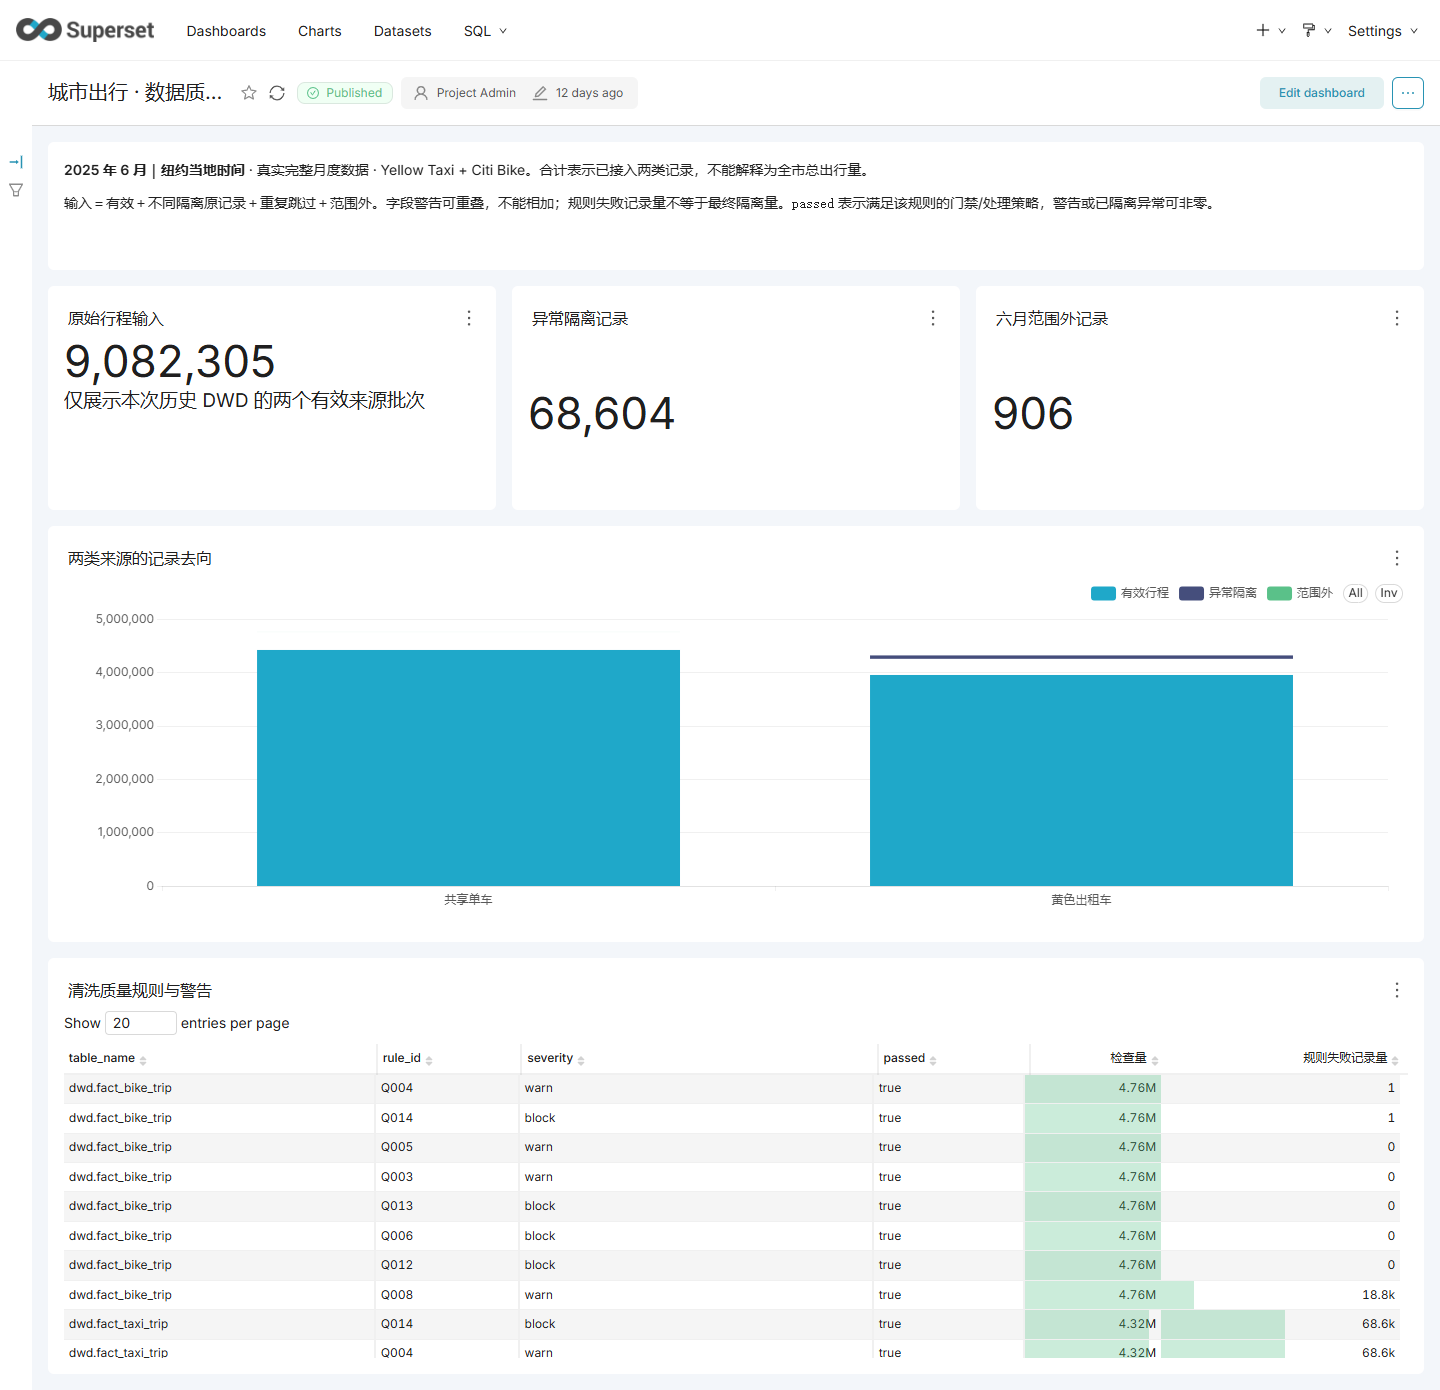 Superset
Dashboards
Charts
Datasets
SQL
Settings
城市出行 · 数据质...
Published
Project Admin
12 days ago
Edit dashboard
2025 年 6 月 | 纽约当地时间 · 真实完整月度数据 · Yellow Taxi + Citi Bike。合计表示已接入两类记录，不能解释为全市总出行量。
输入 = 有效 + 不同隔离原记录 + 重复跳过 + 范围外。字段警告可重叠，不能相加；规则失败记录量不等于最终隔离量。passed 表示满足该规则的门禁/处理策略，警告或已隔离异常可非零。
原始行程输入
9,082,305
仅展示本次历史 DWD 的两个有效来源批次
异常隔离记录
68,604
六月范围外记录
906
两类来源的记录去向
有效行程 异常隔离 范围外 All Inv
5,000,000
4,000,000
3,000,000
2,000,000
1,000,000
0
共享单车
黄色出租车
清洗质量规则与警告
Show 20 entries per page
table_name rule_id severity passed 检查量 规则失败记录量
dwd.fact_bike_trip Q004 warn true 4.76M 1
dwd.fact_bike_trip Q014 block true 4.76M 1
dwd.fact_bike_trip Q005 warn true 4.76M 0
dwd.fact_bike_trip Q003 warn true 4.76M 0
dwd.fact_bike_trip Q013 block true 4.76M 0
dwd.fact_bike_trip Q006 block true 4.76M 0
dwd.fact_bike_trip Q012 block true 4.76M 0
dwd.fact_bike_trip Q008 warn true 4.76M 18.8k
dwd.fact_taxi_trip Q014 block true 4.32M 68.6k
dwd.fact_taxi_trip Q004 warn true 4.32M 68.6k